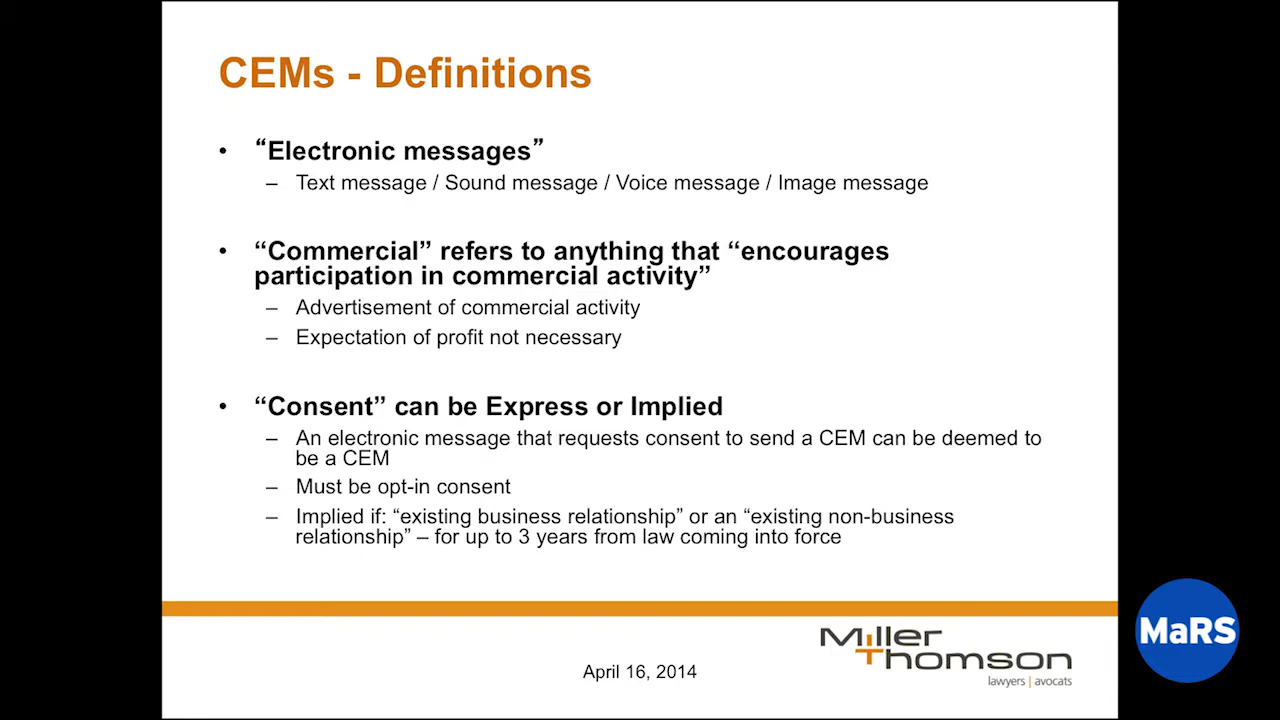 CEMs - Definitions
• “Electronic messages”
– Text message / Sound message / Voice message / Image message
• “Commercial” refers to anything that “encourages
participation in commercial activity”
– Advertisement of commercial activity
– Expectation of profit not necessary
• “Consent” can be Express or Implied
– An electronic message that requests consent to send a CEM can be deemed to
be a CEM
– Must be opt-in consent
– Implied if: “existing business relationship” or an “existing non-business
relationship” – for up to 3 years from law coming into force
April 16, 2014
Miller
Thomson
lawyers | avocats
MaRS